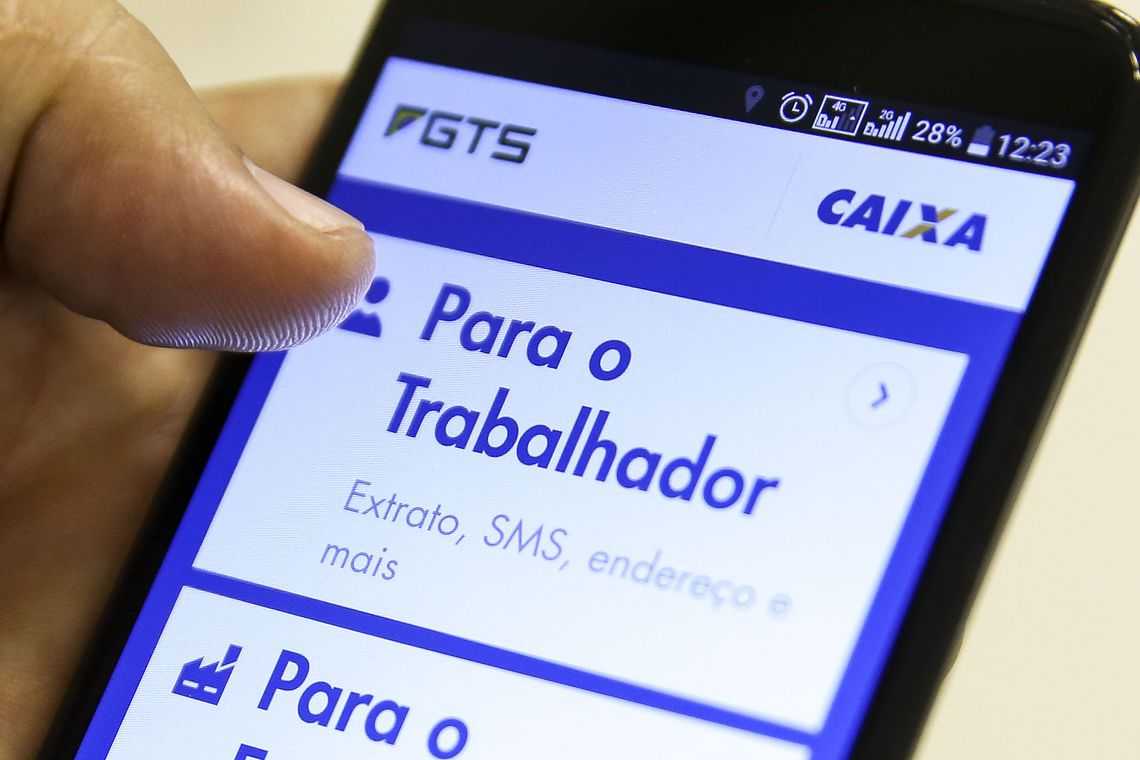 4G
2G
28%
12:23
FGTS
CAIXA
Para o
Trabalhador
Extrato, SMS, endereço e
mais
Para o